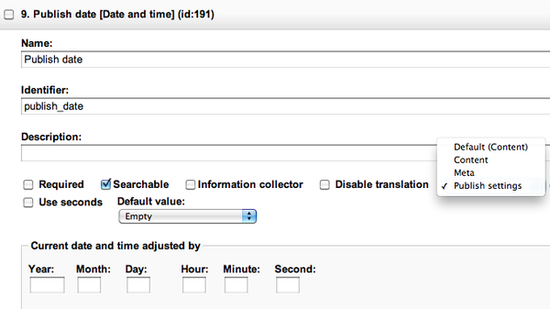 9. Publish date [Date and time] (id:191)
Name:
Publish date
Identifier:
publish_date
Description:
Default (Content)
Content
Meta
✓ Publish settings
Required Searchable Information collector Disable translation
Use seconds Default value:
Empty
Current date and time adjusted by
Year: Month: Day: Hour: Minute: Second: